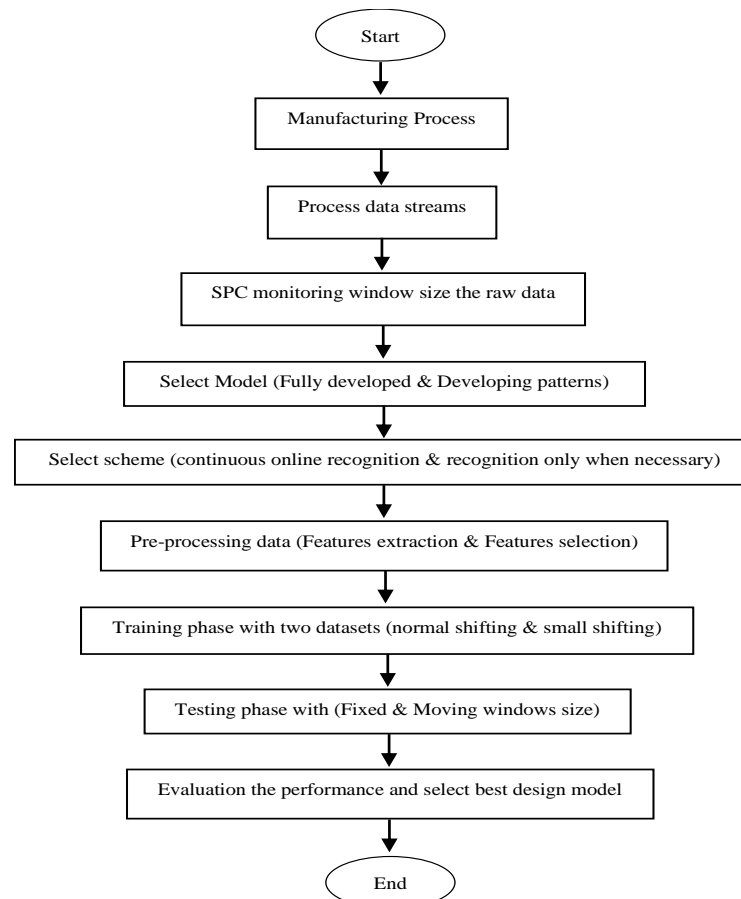 Start
Manufacturing Process
Process data streams
SPC monitoring window size the raw data
Select Model (Fully developed & Developing patterns)
Select scheme (continuous online recognition & recognition only when necessary)
Pre-processing data (Features extraction & Features selection)
Training phase with two datasets (normal shifting & small shifting)
Testing phase with (Fixed & Moving windows size)
Evaluation the performance and select best design model
End